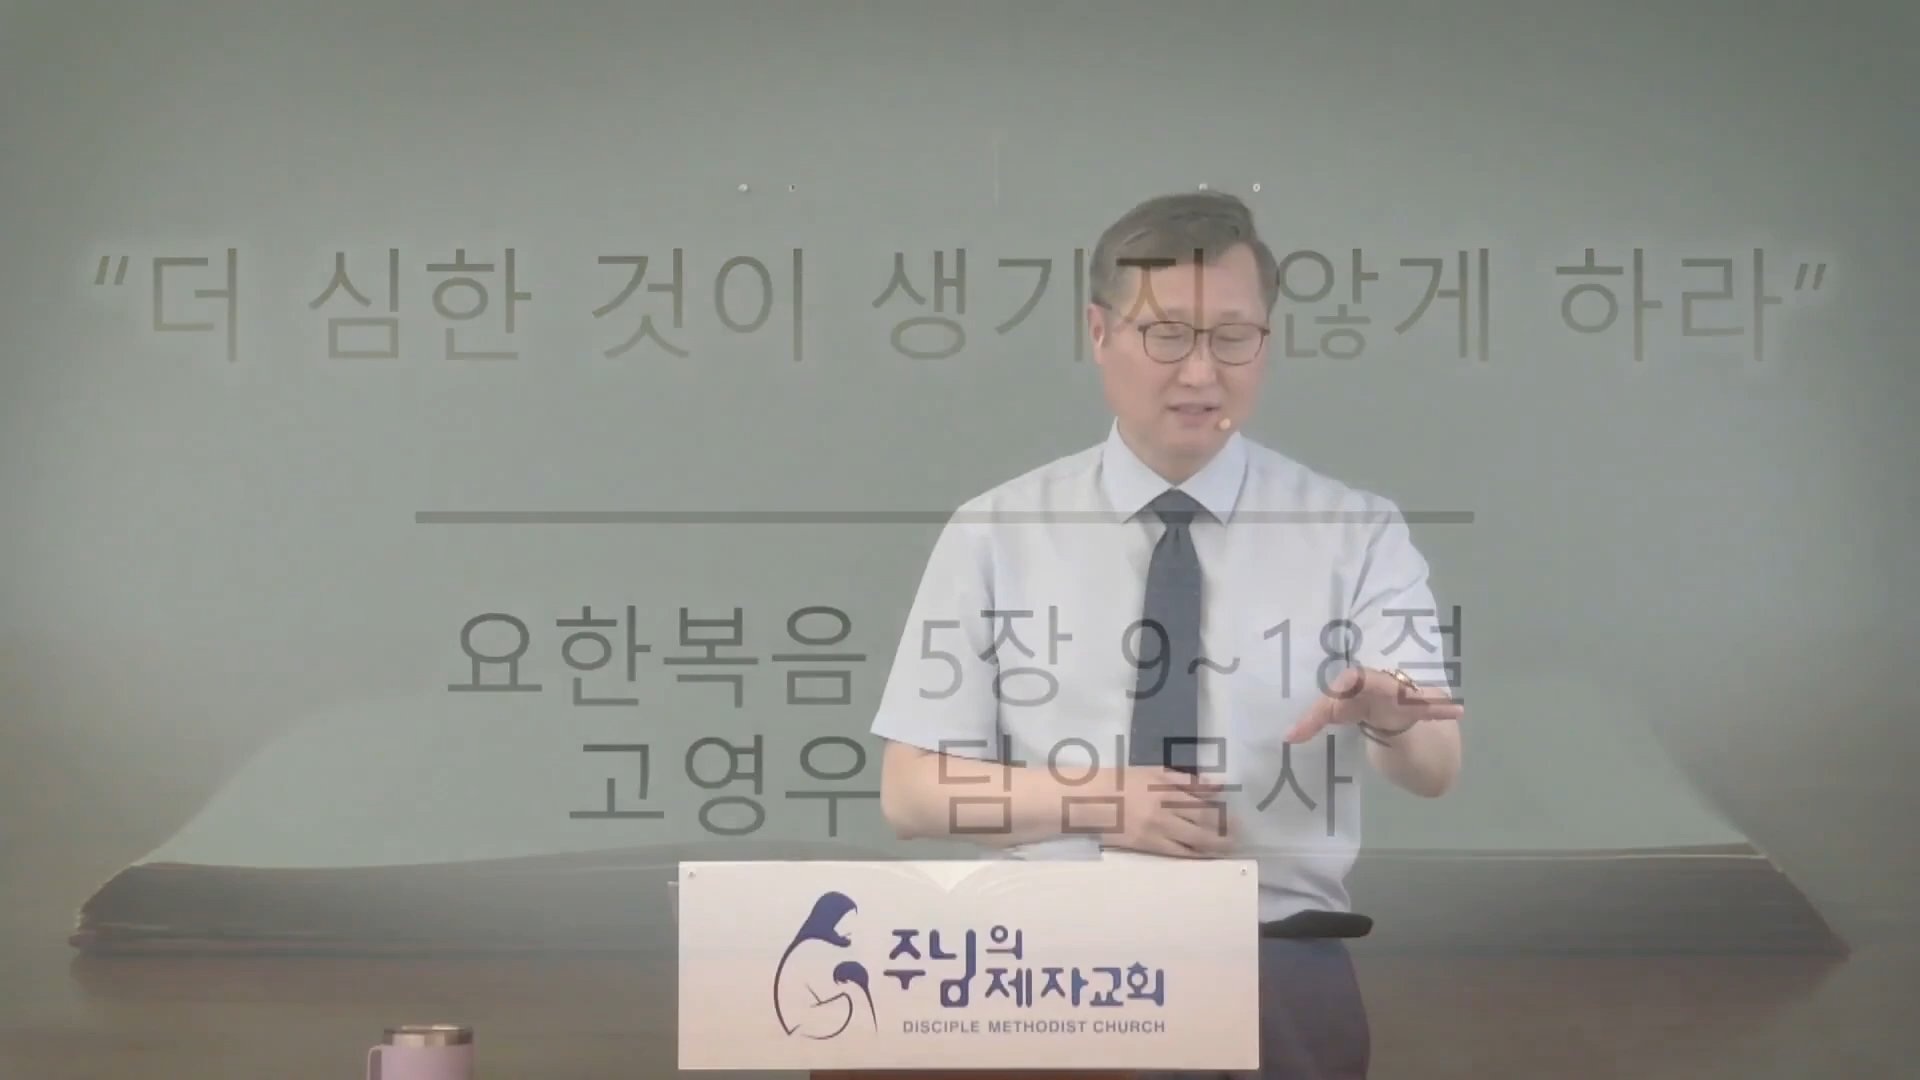 “더 심한 것이 생기지 않게 하라”
요한복음 5장 9~18절
고영우 담임목사
주님의
제자교회
DISCIPLE METHODIST CHURCH